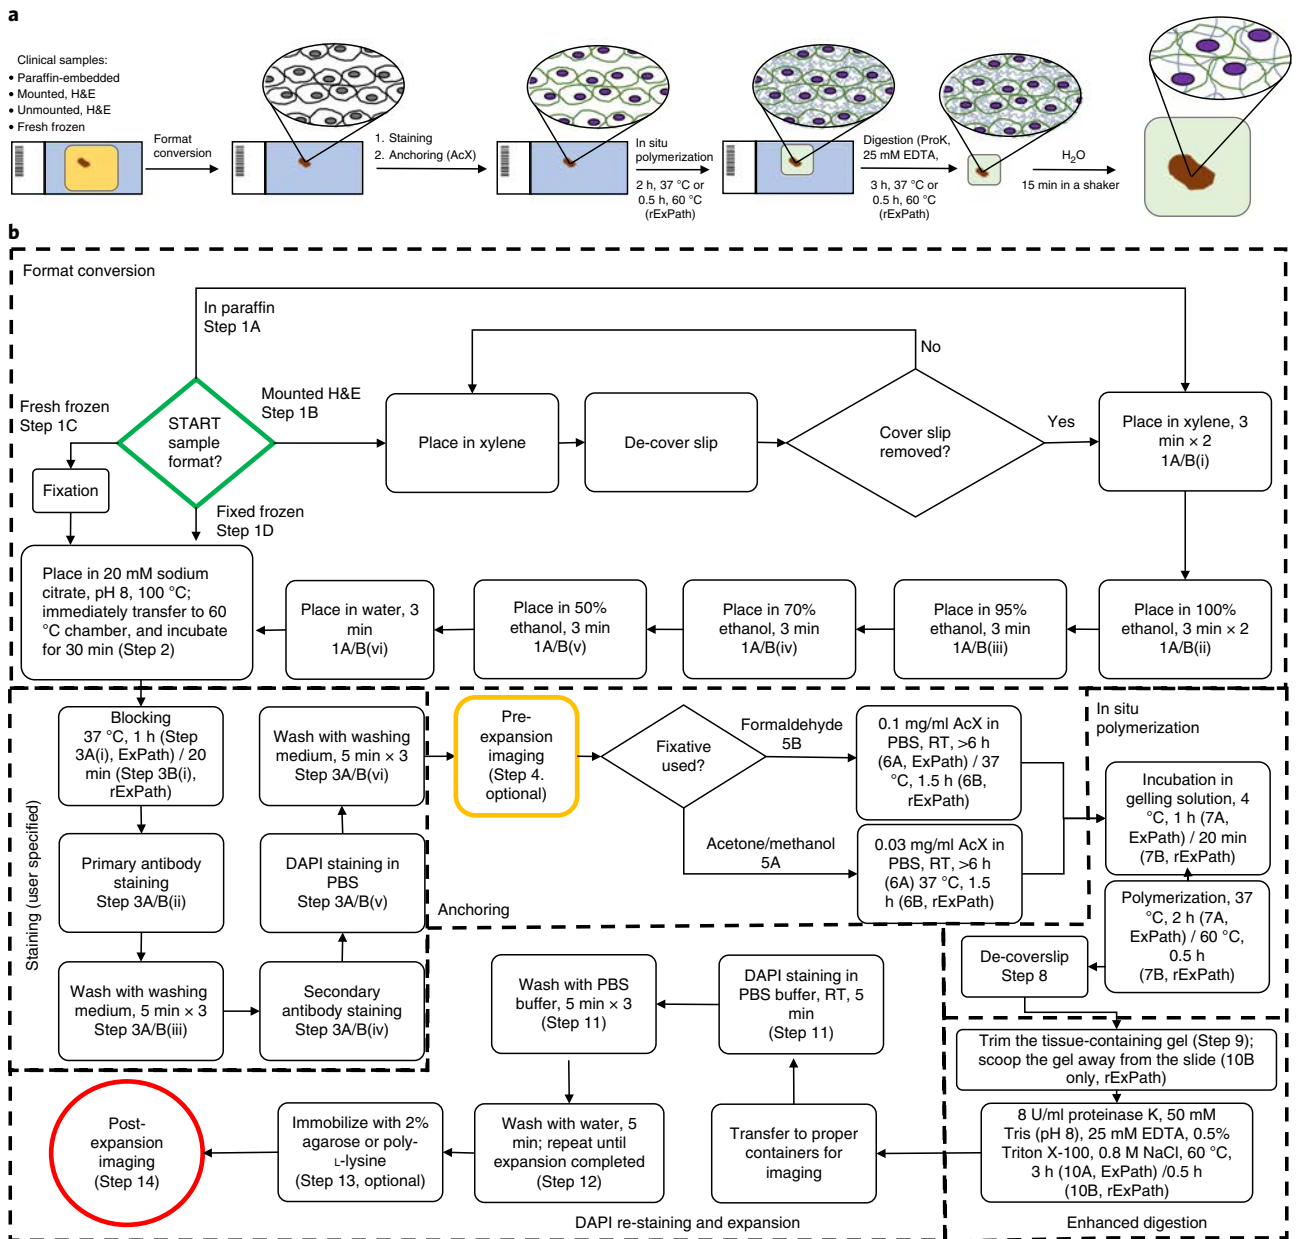 a
Clinical samples:
• Paraffin-embedded
• Mounted, H&E
• Unmounted, H&E
• Fresh frozen
Format
conversion
1. Staining
2. Anchoring (AcX)
In situ
polymerization
2 h, 37 °C or
0.5 h, 60 °C
(rExPath)
Digestion (ProK,
25 mM EDTA,
3 h, 37 °C or
0.5 h, 60 °C
(rExPath)
H2O
15 min in a shaker
b
Format conversion
In paraffin
Step 1A
No
Mounted H&E
Step 1B
Fresh frozen
Step 1C
START
sample
format?
Place in xylene
De-cover slip
Cover slip
removed?
Yes
Place in xylene, 3
min × 2
1A/B(i)
Fixation
Fixed frozen
Step 1D
Place in 20 mM sodium
citrate, pH 8, 100 °C;
immediately transfer to 60
°C chamber, and incubate
for 30 min (Step 2)
Place in water, 3
min
1A/B(vi)
Place in 50%
ethanol, 3 min
1A/B(v)
Place in 70%
ethanol, 3 min
1A/B(iv)
Place in 95%
ethanol, 3 min
1A/B(iii)
Place in 100%
ethanol, 3 min × 2
1A/B(ii)
Staining (user specified)
Blocking
37 °C, 1 h (Step
3A(i), ExPath) / 20
min (Step 3B(i),
rExPath)
Wash with washing
medium, 5 min × 3
Step 3A/B(vi)
Primary antibody
staining
Step 3A/B(ii)
DAPI staining in
PBS
Step 3A/B(v)
Wash with washing
medium, 5 min × 3
Step 3A/B(iii)
Secondary
antibody staining
Step 3A/B(iv)
Pre-
expansion
imaging
(Step 4.
optional)
Fixative
used?
Formaldehyde
5B
Acetone/methanol
5A
0.1 mg/ml AcX in
PBS, RT, >6 h
(6A, ExPath) / 37
°C, 1.5 h (6B,
rExPath)
0.03 mg/ml AcX in
PBS, RT, >6 h
(6A) 37 °C, 1.5
h (6B, rExPath)
Anchoring
In situ
polymerization
Incubation in
gelling solution, 4
°C, 1 h (7A,
ExPath) / 20 min
(7B, rExPath)
Polymerization, 37
°C, 2 h (7A,
ExPath) / 60 °C,
0.5 h
(7B, rExPath)
De-coverslip
Step 8
Trim the tissue-containing gel (Step 9);
scoop the gel away from the slide (10B
only, rExPath)
8 U/ml proteinase K, 50 mM
Tris (pH 8), 25 mM EDTA, 0.5%
Triton X-100, 0.8 M NaCl, 60 °C,
3 h (10A, ExPath) /0.5 h
(10B, rExPath)
Enhanced digestion
Wash with PBS
buffer, 5 min × 3
(Step 11)
DAPI staining in
PBS buffer, RT, 5
min
(Step 11)
Post-
expansion
imaging
(Step 14)
Immobilize with 2%
agarose or poly-
L-lysine
(Step 13, optional)
Wash with water, 5
min; repeat until
expansion completed
(Step 12)
Transfer to proper
containers for
imaging
DAPI re-staining and expansion